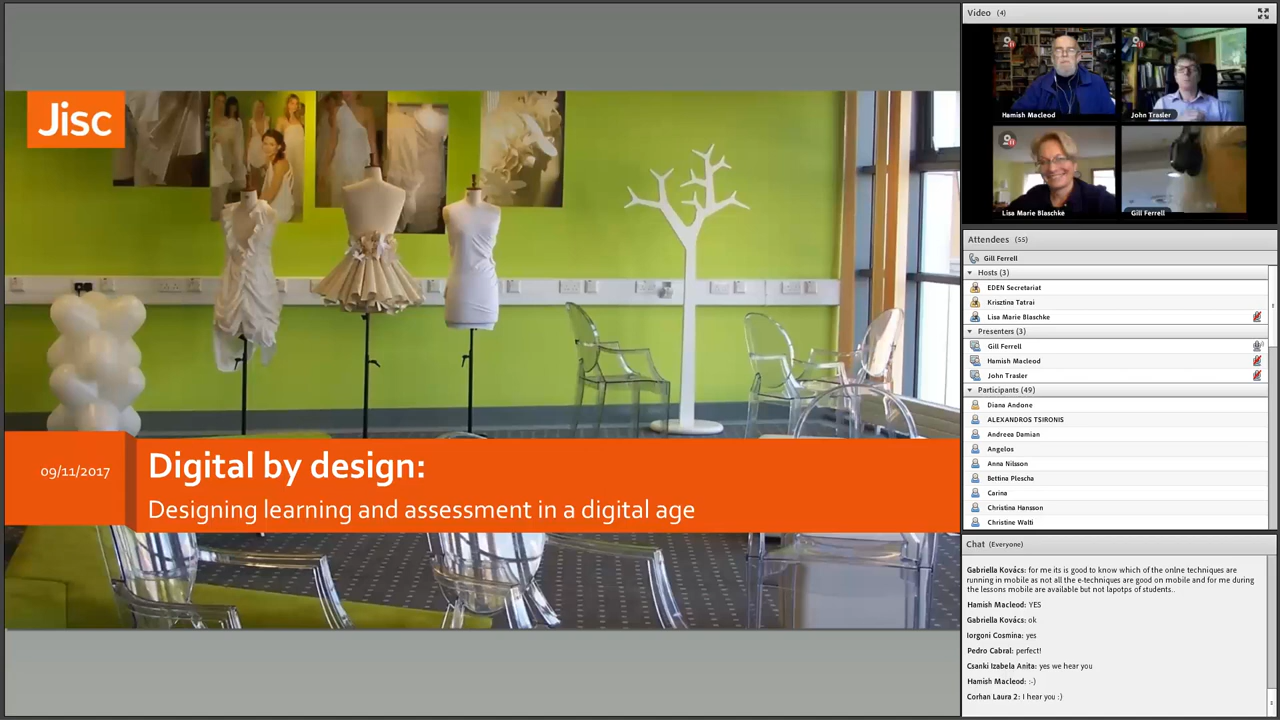 Jisc
09/11/2017
Digital by design:
Designing learning and assessment in a digital age
Video (4)
Hamish Macleod
John Trasler
Lisa Marie Blaschke
Gill Ferrell
Attendees (55)
Gill Ferrell
Hosts (3)
EDEN Secretariat
Krisztina Tatrai
Lisa Marie Blaschke
Presenters (3)
Gill Ferrell
Hamish Macleod
John Trasler
Participants (49)
Diana Andone
ALEXANDROS TSIRONIS
Andreea Damian
Angelos
Anna Nilsson
Bettina Plescha
Carina
Christina Hansson
Christine Walti
Chat (Everyone)
Gabriella Kovács: for me its is good to know which of the onlne techniques are
running in mobile as not all the e-techniques are good on mobile and for me during
the lessons mobile are available but not lapotps of students..
Hamish Macleod: YES
Gabriella Kovács: ok
Iorgoni Cosmina: yes
Pedro Cabral: perfect!
Csanki Izabela Anita: yes we hear you
Hamish Macleod: :-)
Corhan Laura 2: I hear you :)